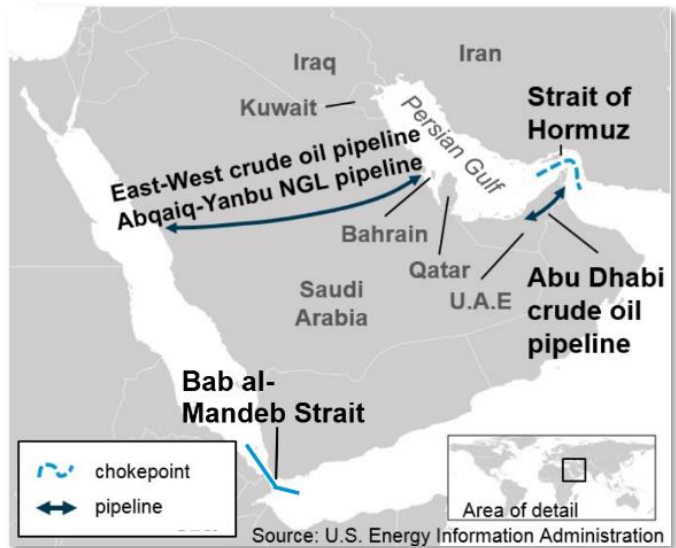 Iraq
Iran
Kuwait
Persian Gulf
Strait of
Hormuz
East-West crude oil pipeline
Abqaiq-Yanbu NGL pipeline
Bahrain
Qatar
U.A.E
Saudi
Arabia
Abu Dhabi
crude oil
pipeline
Bab al-
Mandeb Strait
chokepoint
pipeline
Area of detail
Source: U.S. Energy Information Administration